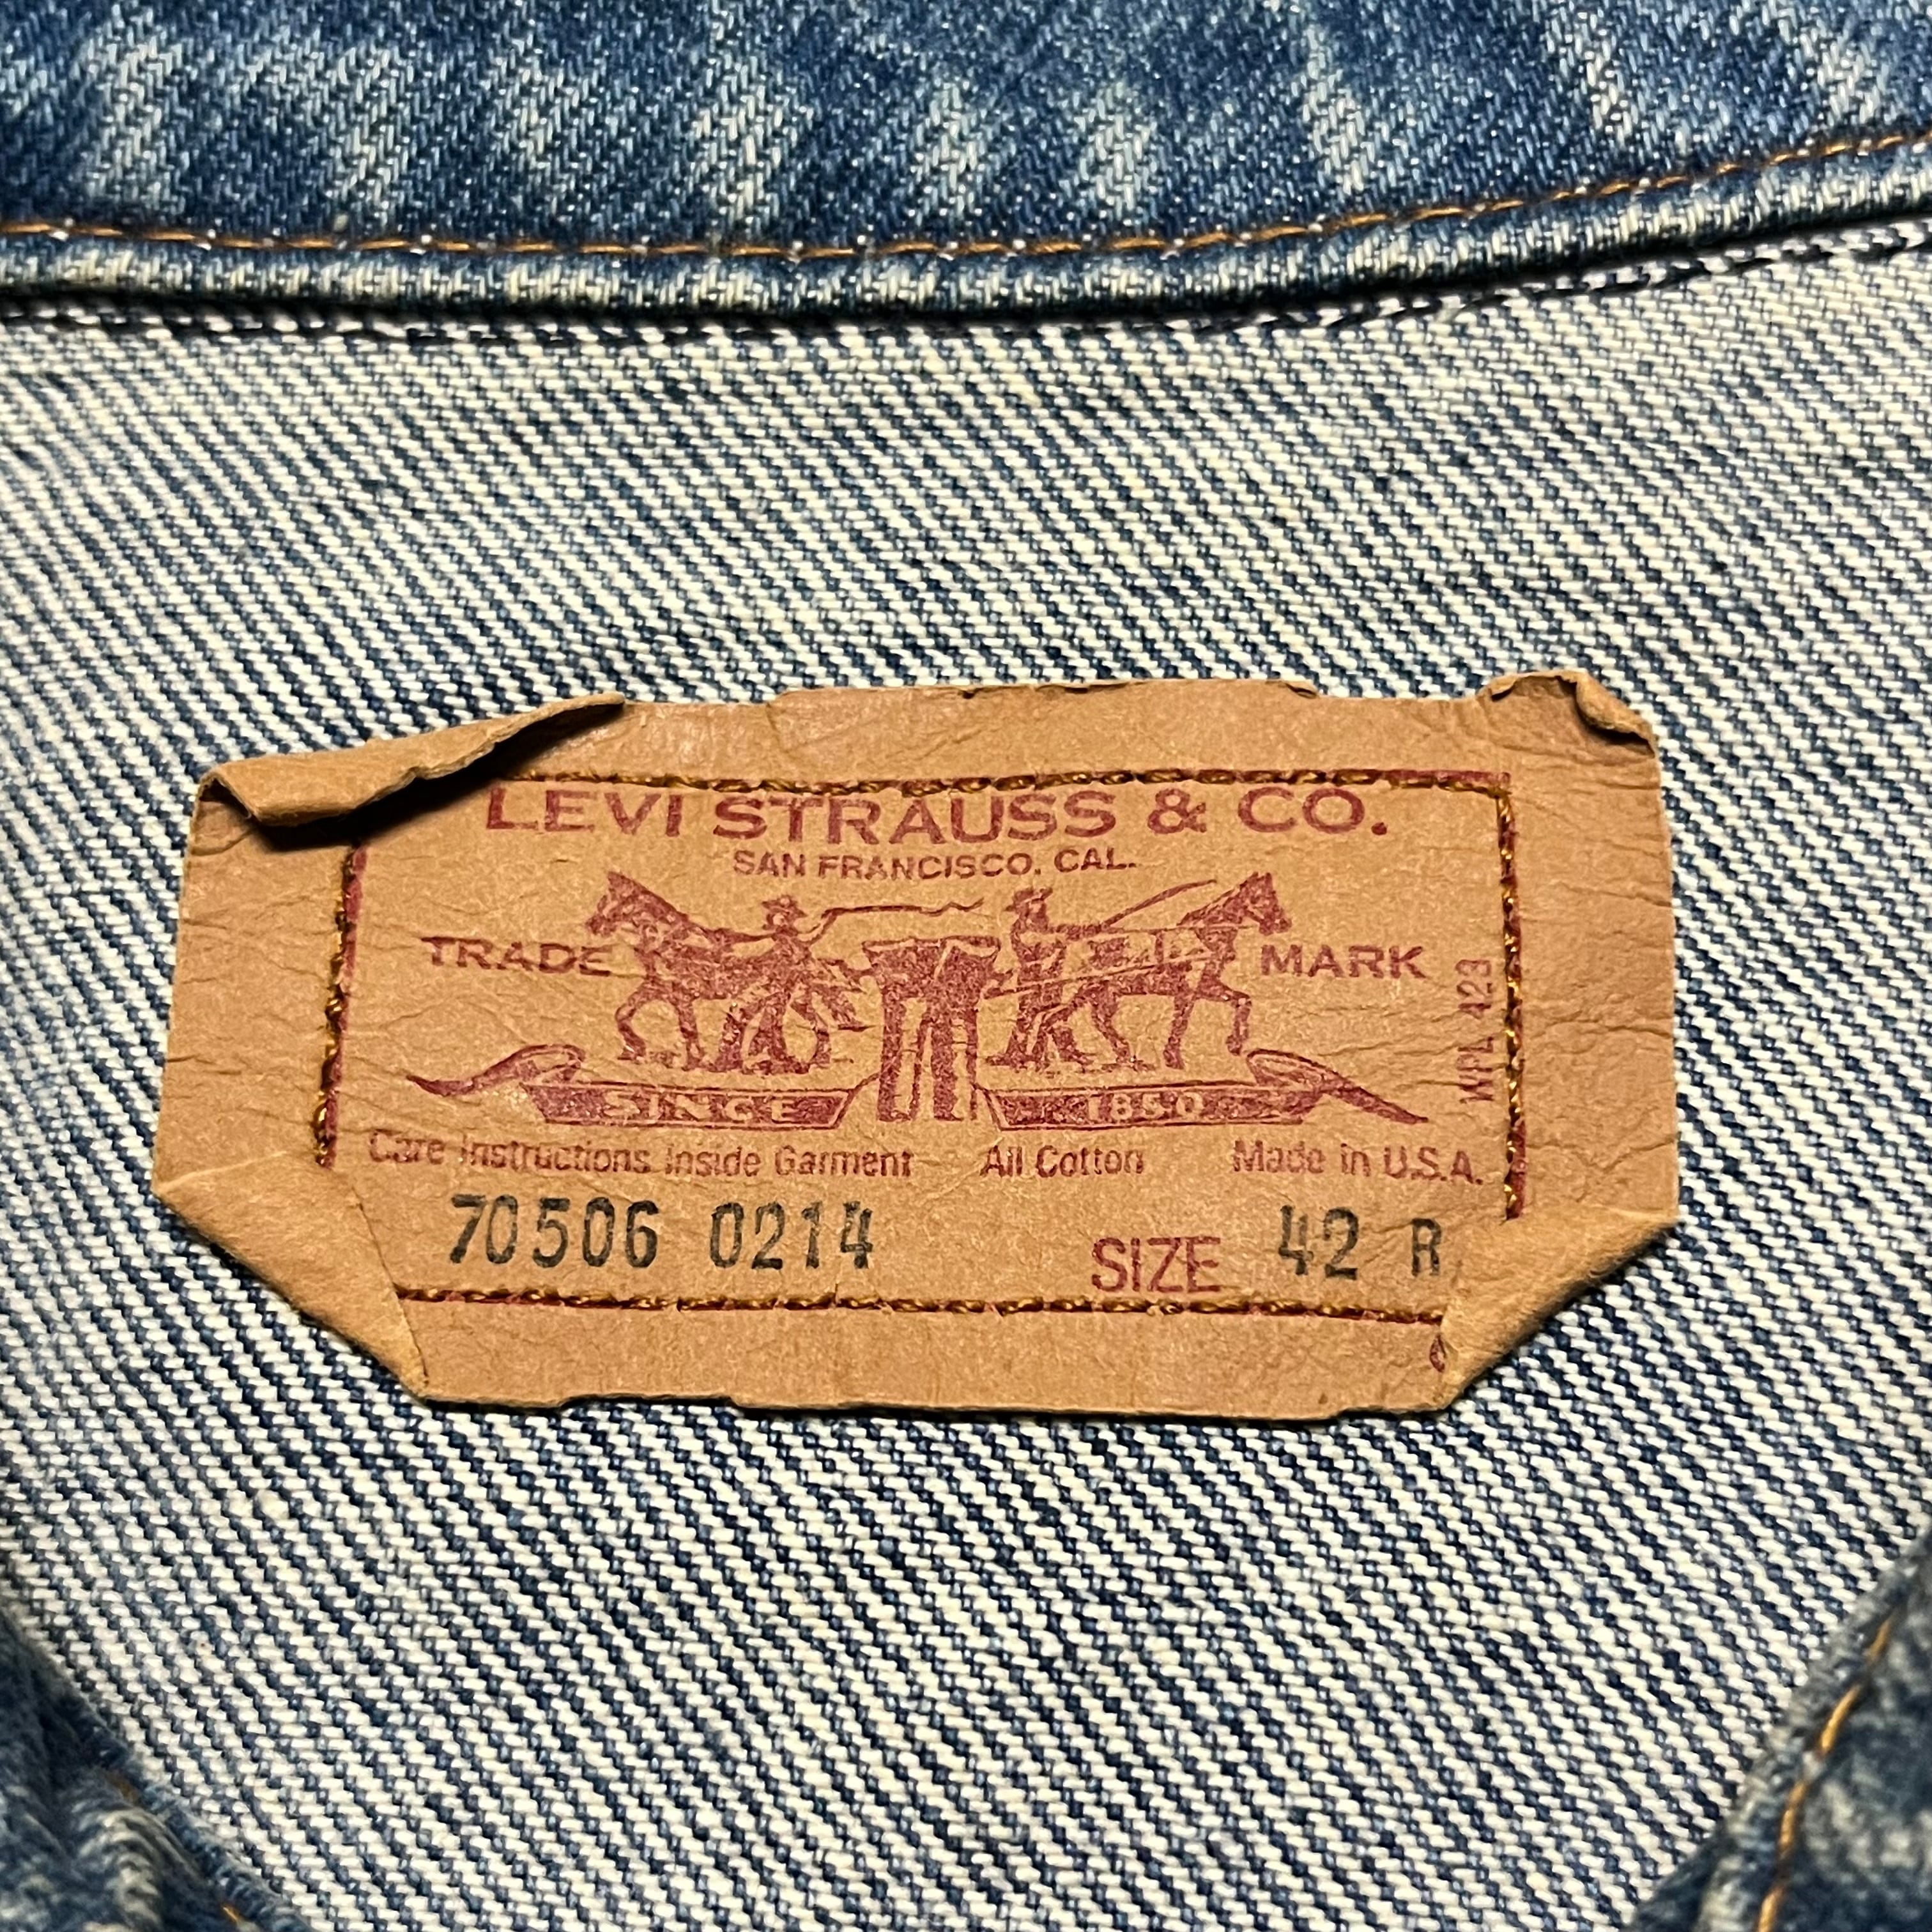 LEVI STRAUSS & CO.
SAN FRANCISCO, CAL.
TRADE MARK
WPL 423
SINCE 1850
Care Instructions Inside Garment All Cotton Made in U.S.A.
70506 0214 SIZE 42 R